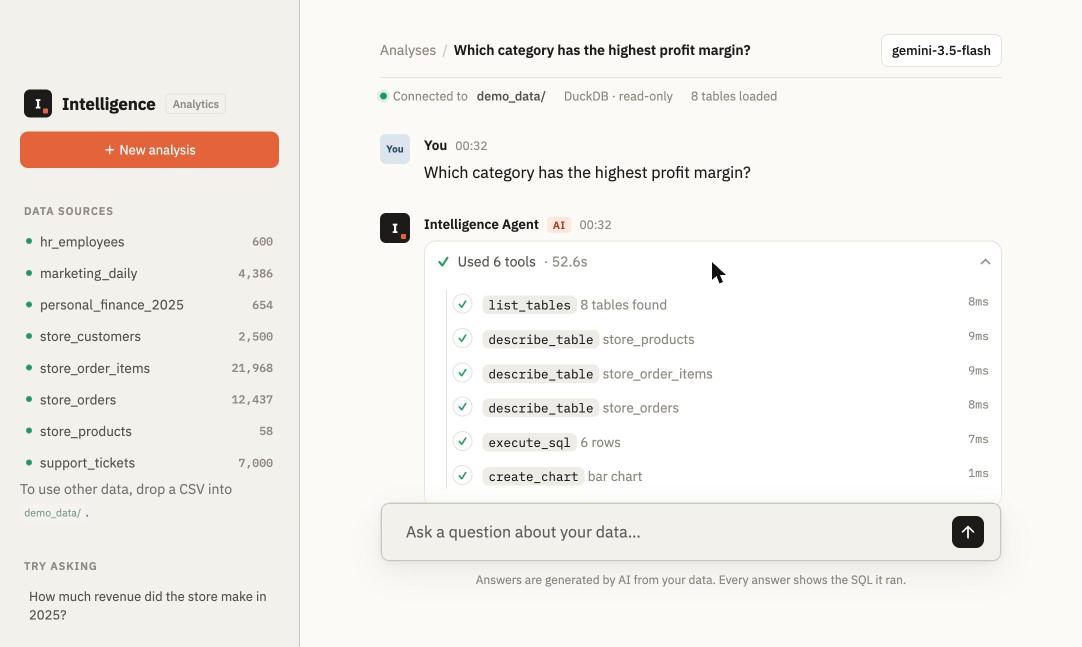 I.
Intelligence Analytics
+ New analysis
DATA SOURCES
hr_employees 600
marketing_daily 4,386
personal_finance_2025 654
store_customers 2,500
store_order_items 21,968
store_orders 12,437
store_products 58
support_tickets 7,000
To use other data, drop a CSV into
demo_data/ .
TRY ASKING
How much revenue did the store make in
2025?
Analyses / Which category has the highest profit margin?
gemini-3.5-flash
Connected to demo_data/ DuckDB · read-only 8 tables loaded
You
You 00:32
Which category has the highest profit margin?
I.
Intelligence Agent AI 00:32
Used 6 tools · 52.6s
list_tables 8 tables found 8ms
describe_table store_products 9ms
describe_table store_order_items 9ms
describe_table store_orders 8ms
execute_sql 6 rows 7ms
create_chart bar chart 1ms
Ask a question about your data...
Answers are generated by AI from your data. Every answer shows the SQL it ran.